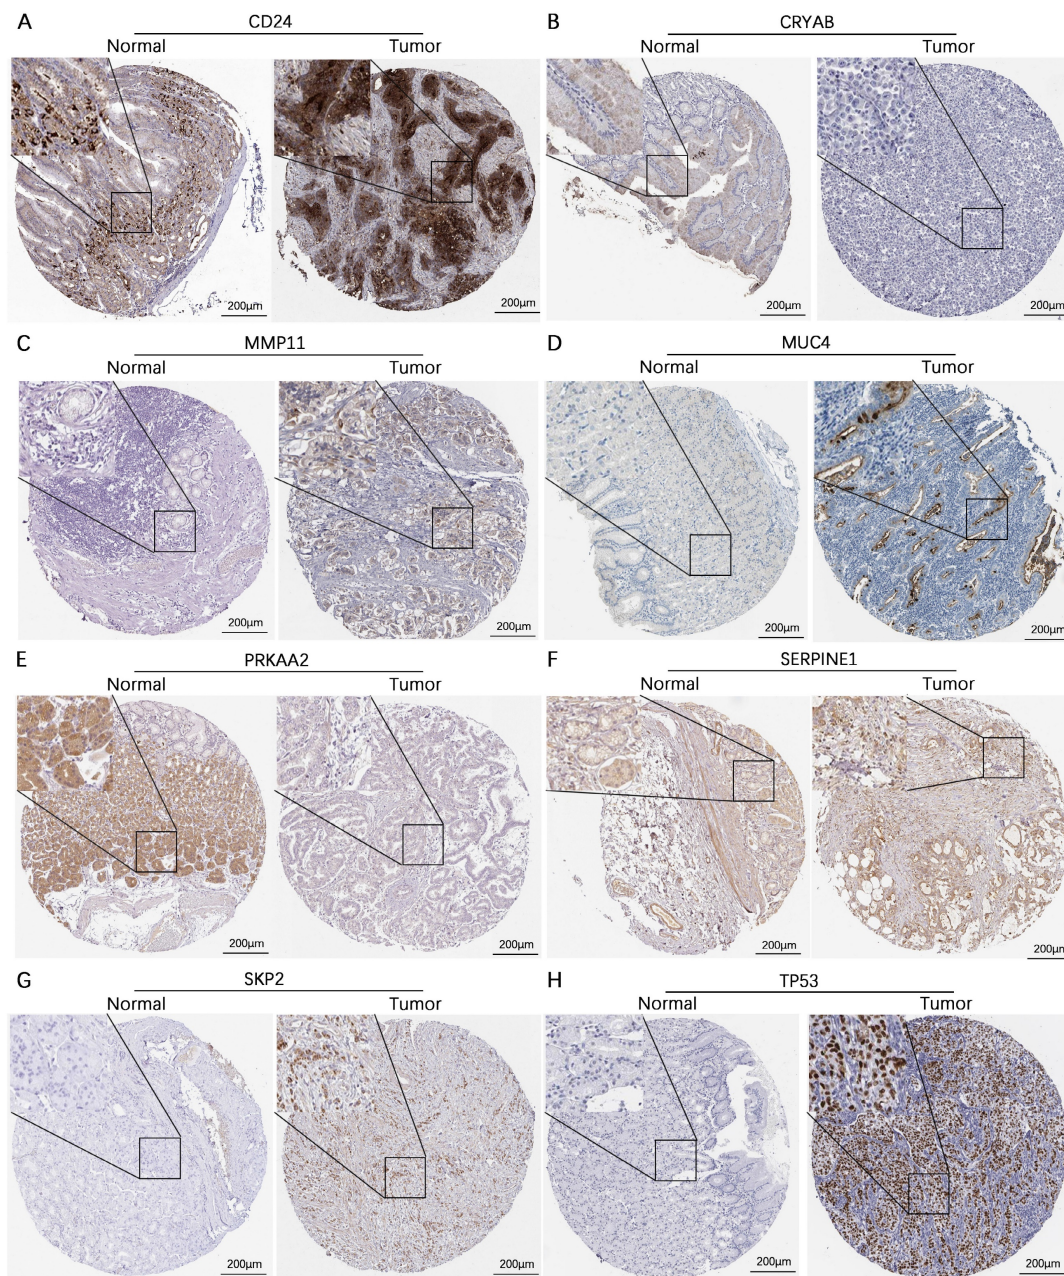 A CD24
Normal Tumor
200μm 200μm
B CRYAB
Normal Tumor
200μm 200μm
C MMP11
Normal Tumor
200μm 200μm
D MUC4
Normal Tumor
200μm 200μm
E PRKAA2
Normal Tumor
200μm 200μm
F SERPINE1
Normal Tumor
200μm 200μm
G SKP2
Normal Tumor
200μm 200μm
H TP53
Normal Tumor
200μm 200μm